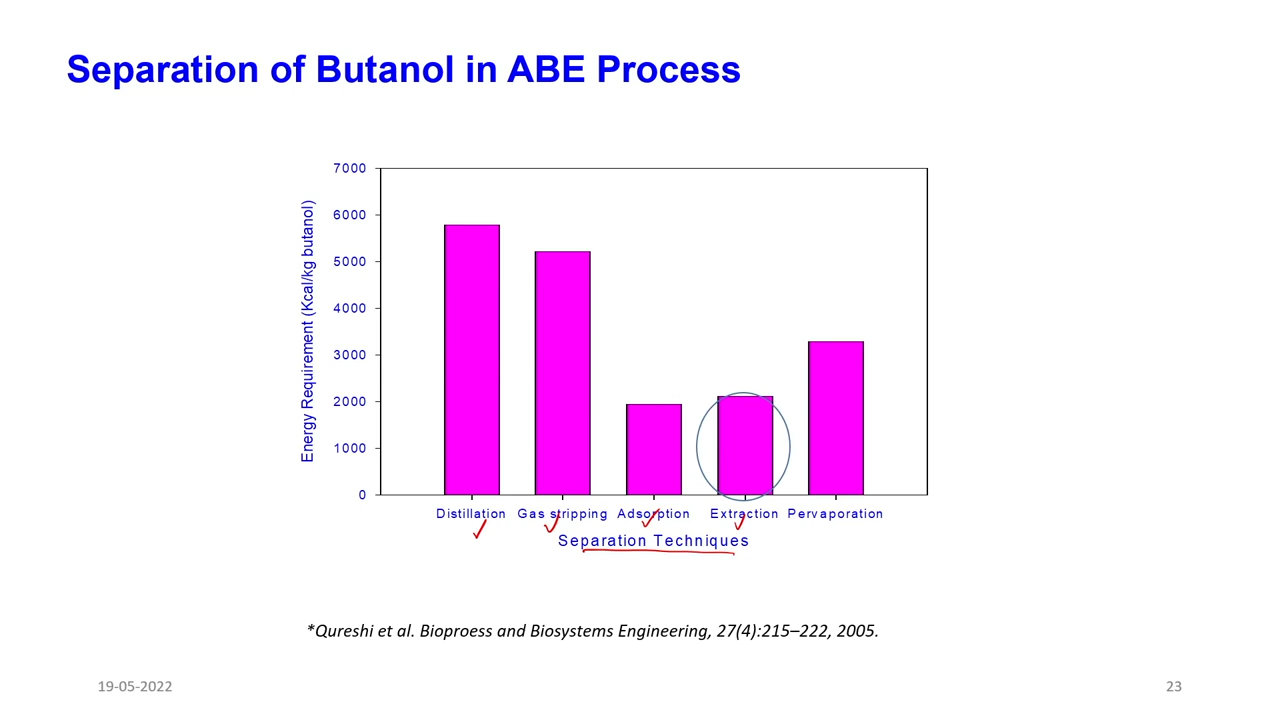 Separation of Butanol in ABE Process
7000
6000
5000
4000
3000
2000
1000
0
Energy Requirement (Kcal/kg butanol)
Distillation Gas stripping Adsorption Extraction Pervaporation
Separation Techniques
*Qureshi et al. Bioproess and Biosystems Engineering, 27(4):215–222, 2005.
19-05-2022
23